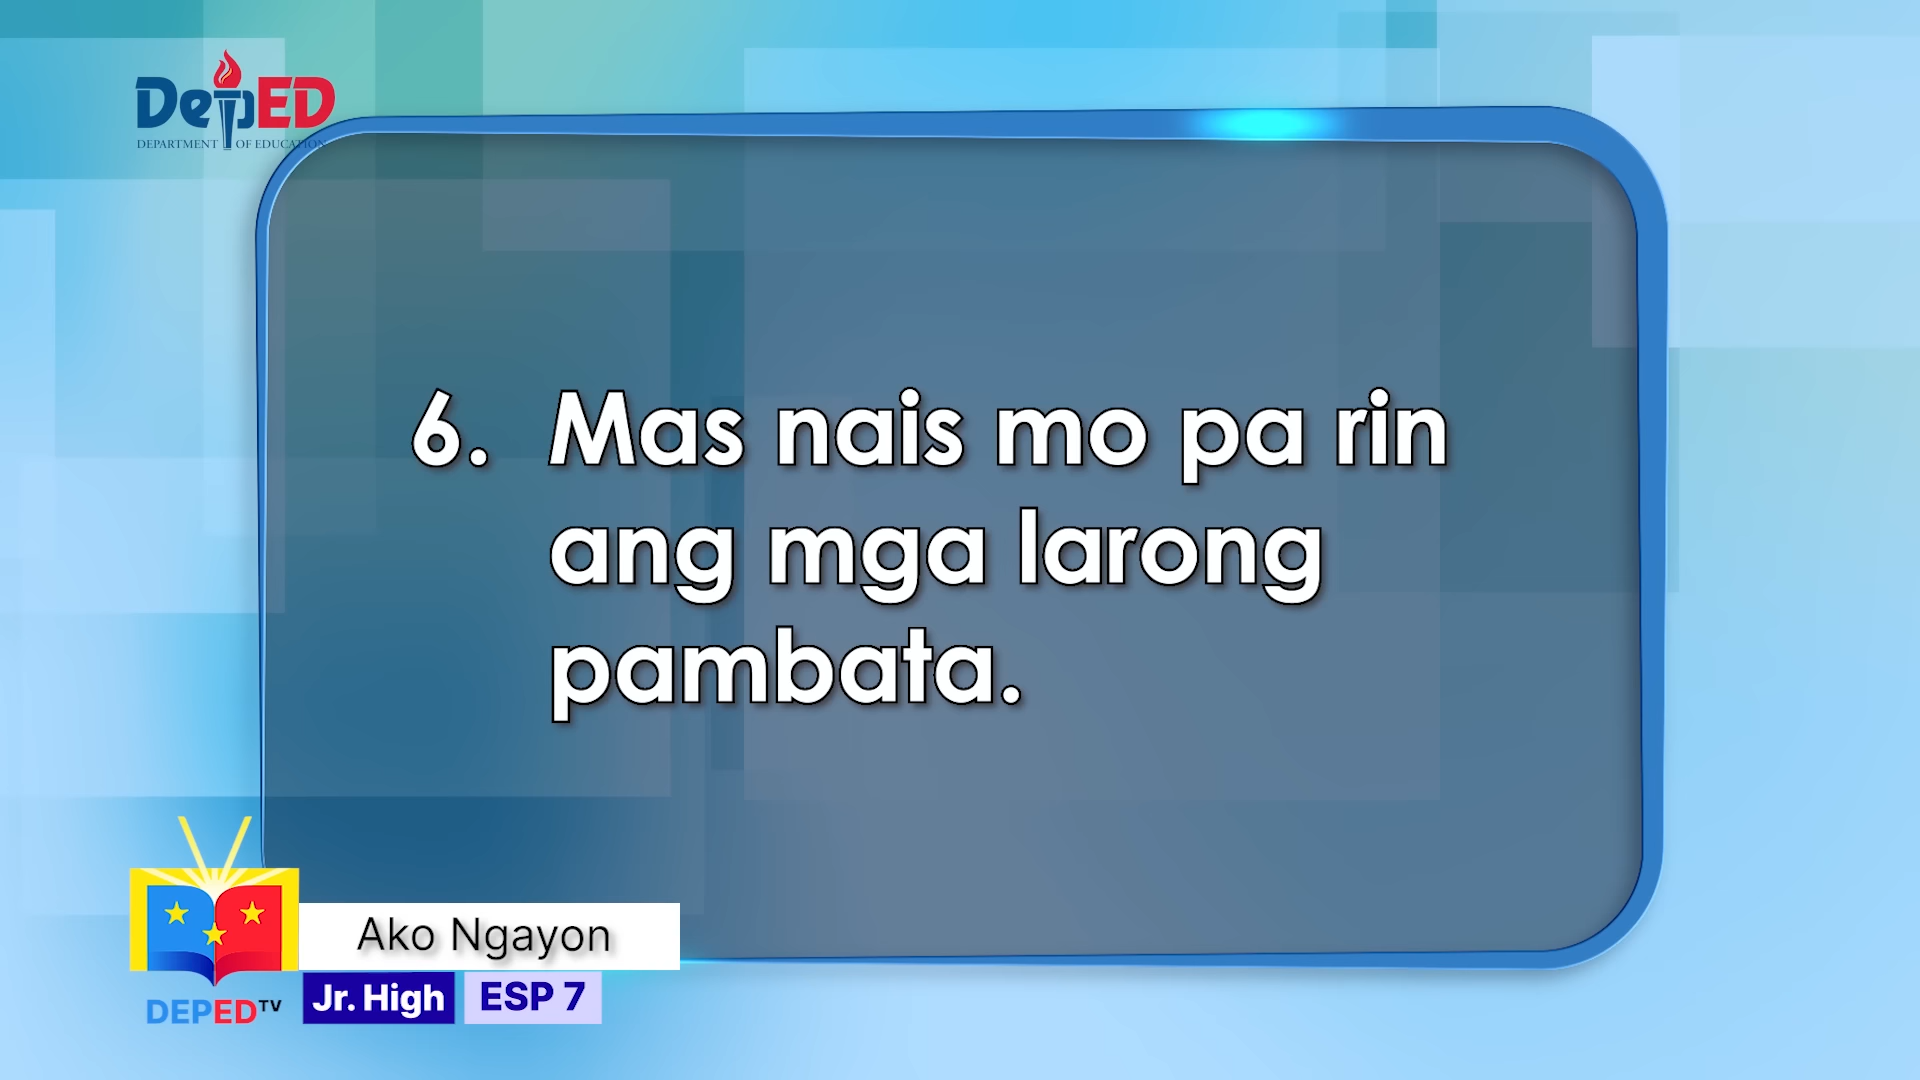 DepED
DEPARTMENT OF EDUCATION
6. Mas nais mo pa rin
ang mga larong
pambata.
Ako Ngayon
DEPED TV
Jr. High
ESP 7